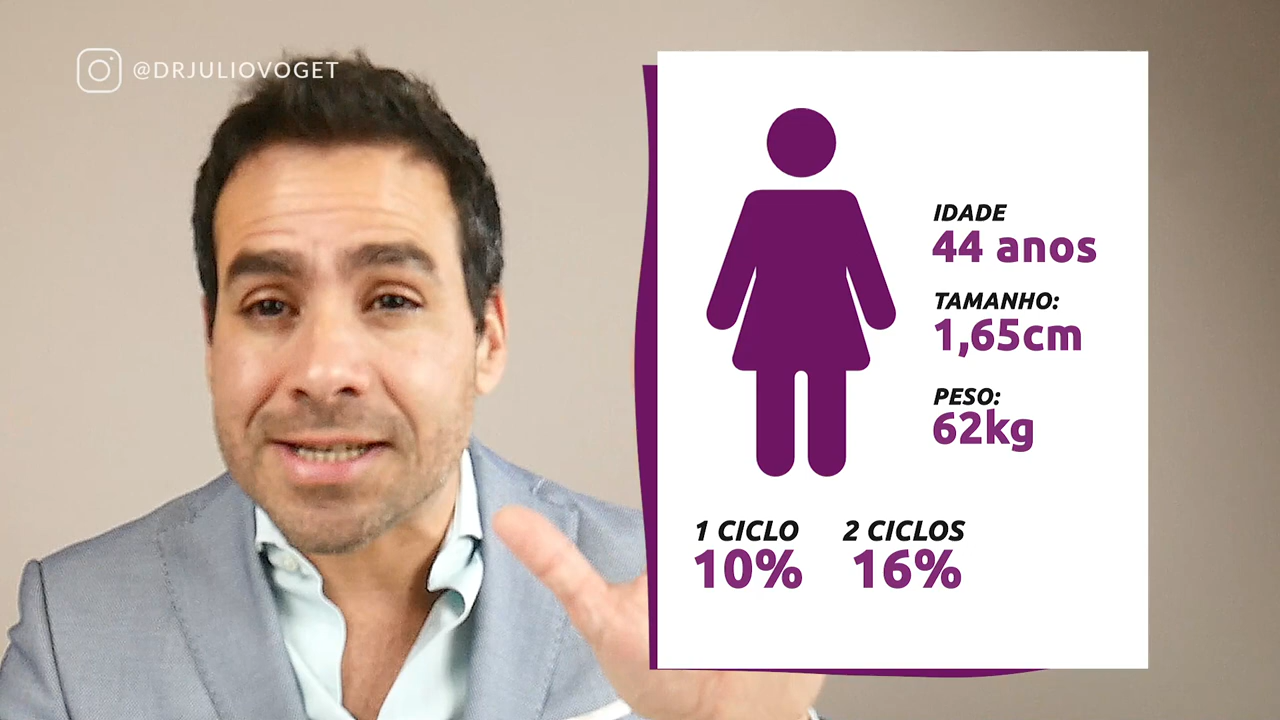 @DRJULIOVOGET
IDADE
44 anos
TAMANHO:
1,65cm
PESO:
62kg
1 CICLO 2 CICLOS
10% 16%